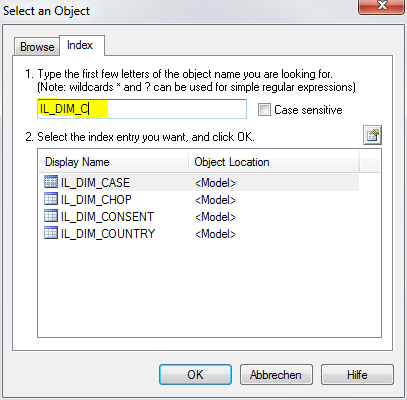 Select an Object
Browse Index
1. Type the first few letters of the object name you are looking for.
(Note: wildcards * and ? can be used for simple regular expressions)
IL_DIM_C Case sensitive
2. Select the index entry you want, and click OK.
Display Name Object Location
IL_DIM_CASE <Model>
IL_DIM_CHOP <Model>
IL_DIM_CONSENT <Model>
IL_DIM_COUNTRY <Model>
OK Abbrechen Hilfe